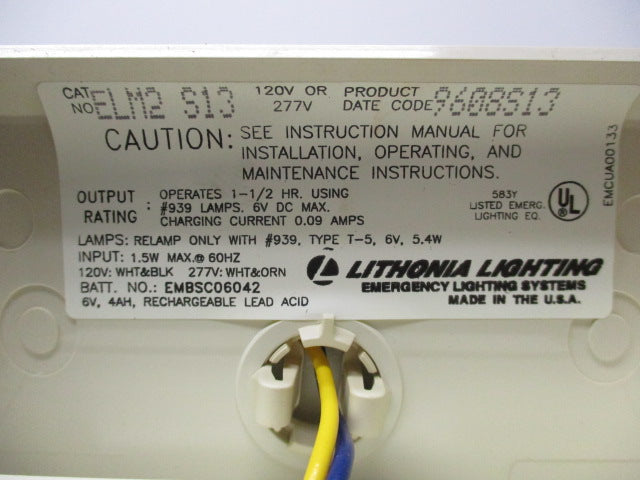 CAT. NO. ELM2 S13 120V OR 277V PRODUCT DATE CODE 9608S13
CAUTION: SEE INSTRUCTION MANUAL FOR
INSTALLATION, OPERATING, AND
MAINTENANCE INSTRUCTIONS.
OUTPUT RATING : OPERATES 1-1/2 HR. USING
#939 LAMPS. 6V DC MAX.
CHARGING CURRENT 0.09 AMPS
583Y
LISTED EMERG.
LIGHTING EQ.
UL
LAMPS: RELAMP ONLY WITH #939, TYPE T-5, 6V, 5.4W
INPUT: 1.5W MAX.@ 60HZ
120V: WHT&BLK 277V: WHT&ORN
BATT. NO.: EMBSC06042
6V, 4AH, RECHARGEABLE LEAD ACID
LITHONIA LIGHTING
EMERGENCY LIGHTING SYSTEMS
MADE IN THE U.S.A.
EMCUA00133